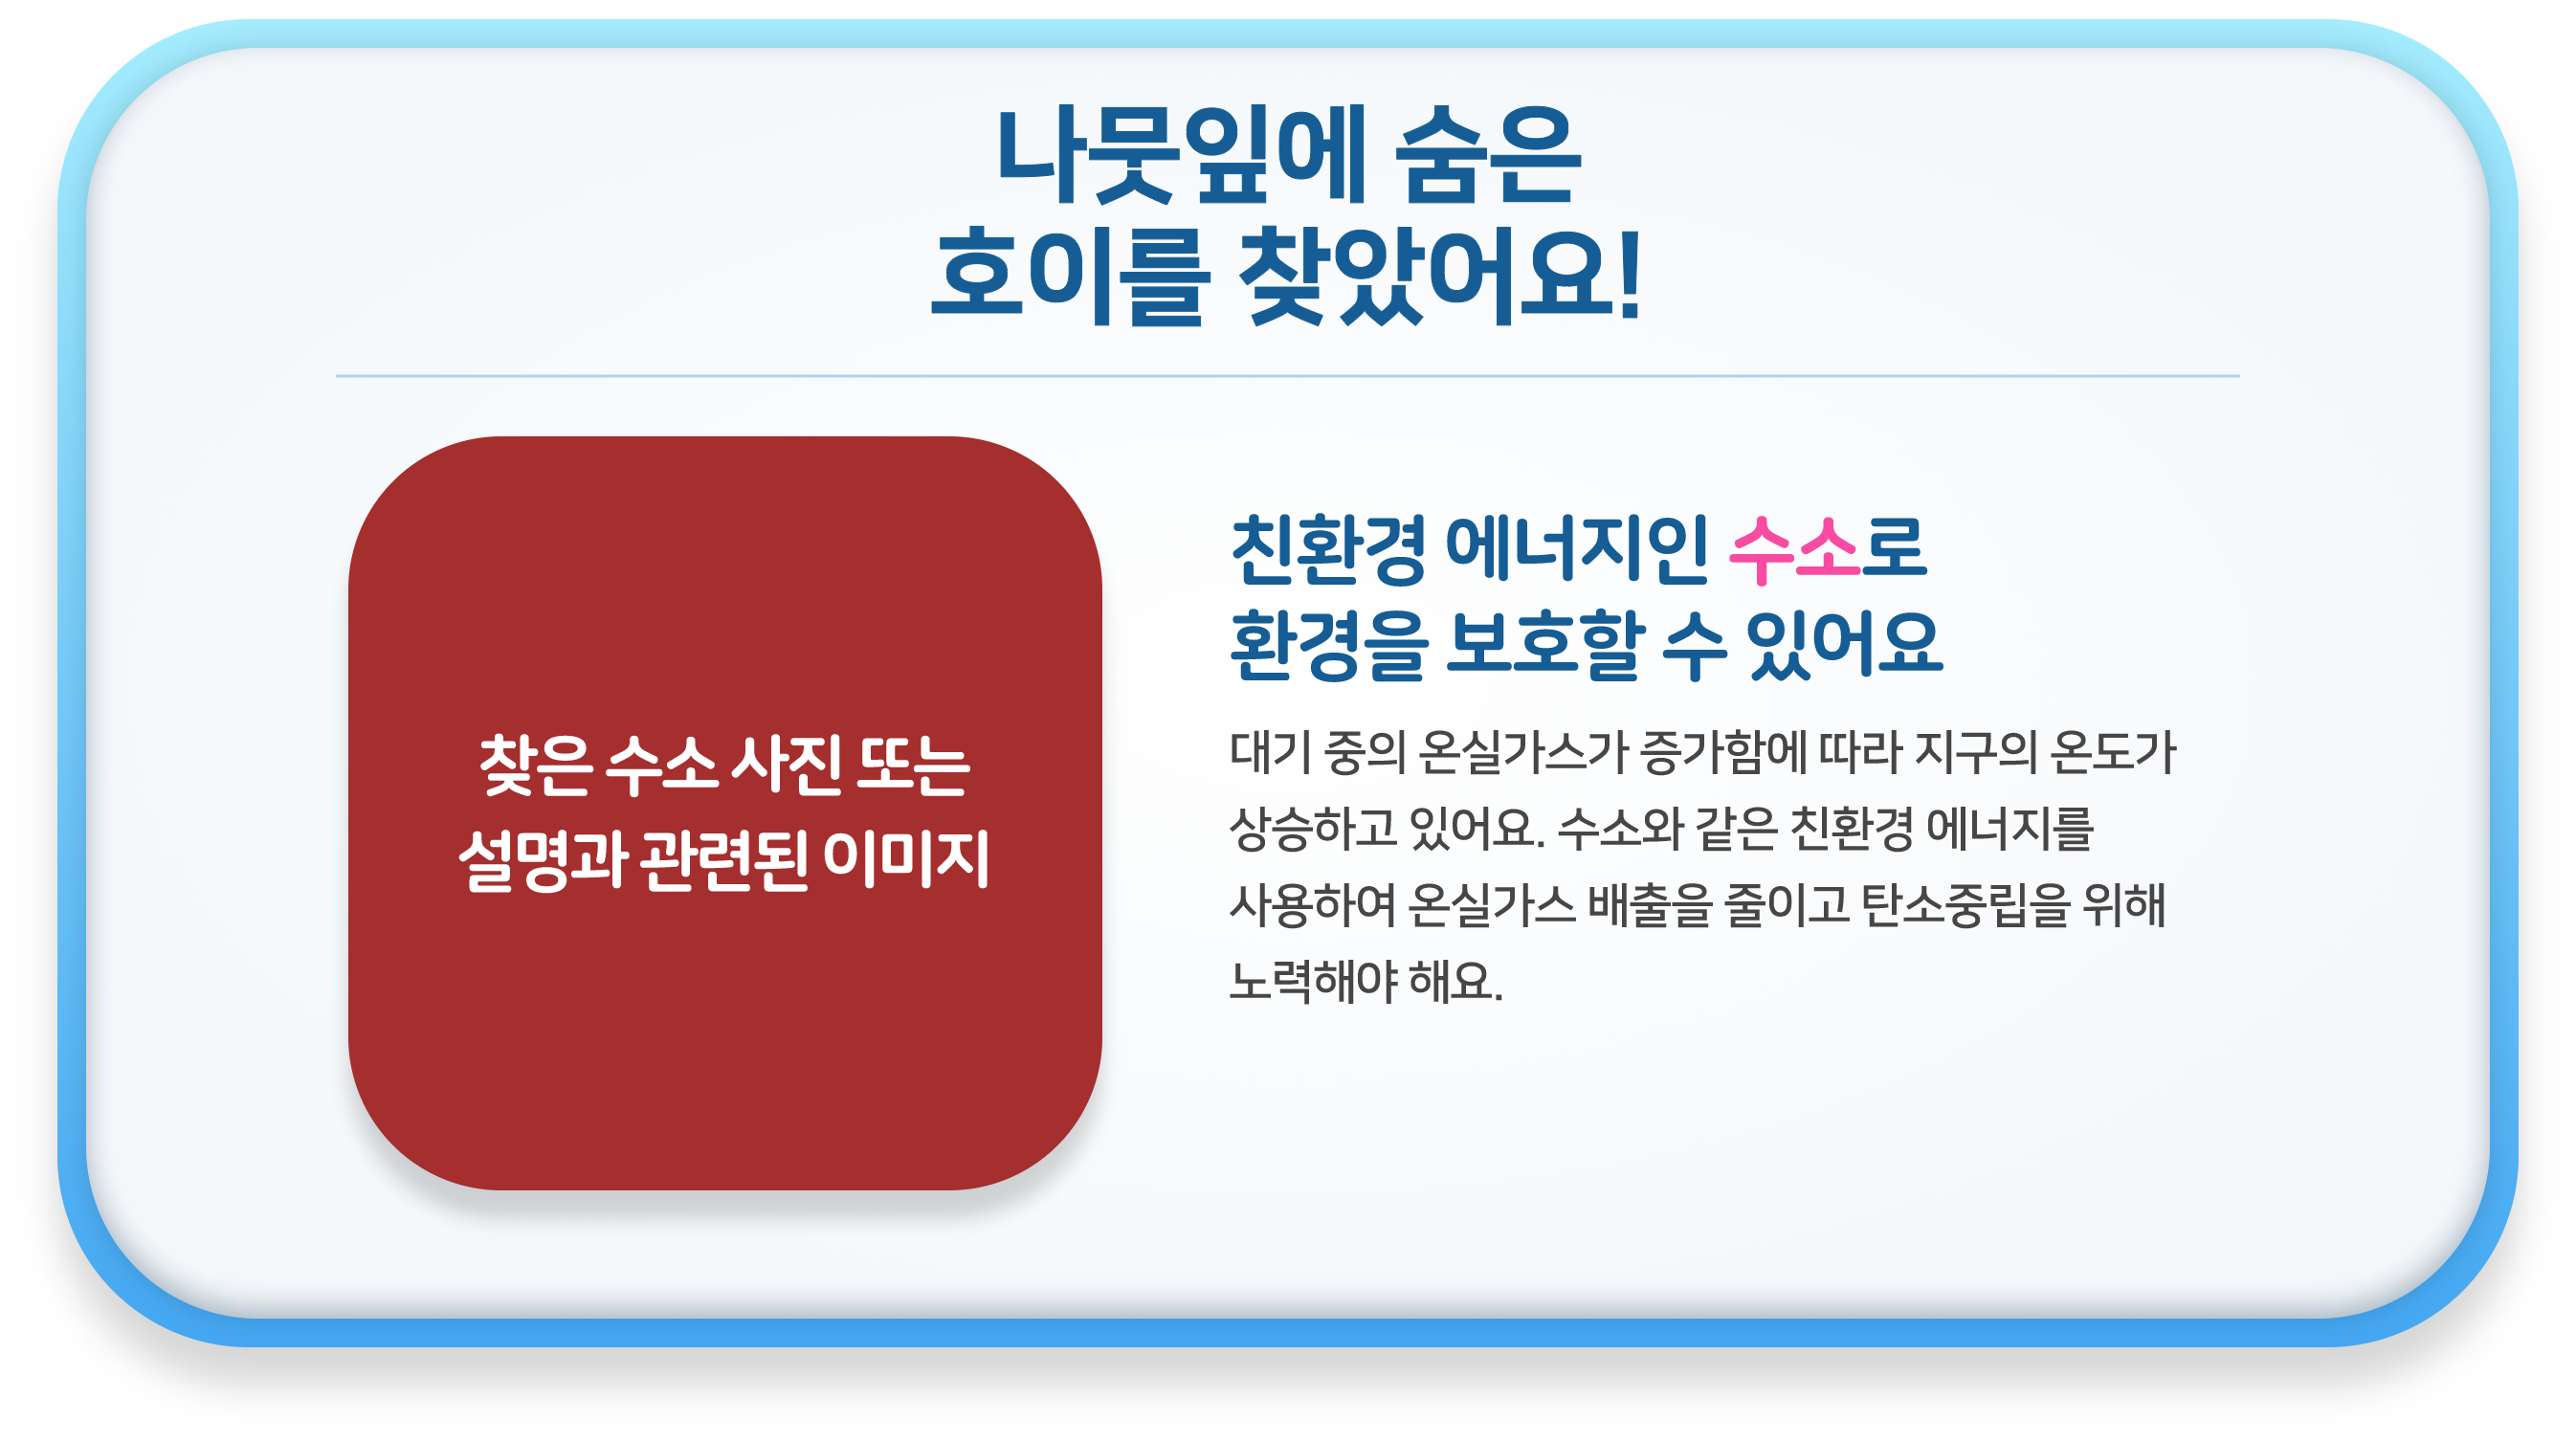 나뭇잎에 숨은
호이를 찾았어요!
찾은 수소 사진 또는
설명과 관련된 이미지
친환경 에너지인 수소로
환경을 보호할 수 있어요
대기 중의 온실가스가 증가함에 따라 지구의 온도가
상승하고 있어요. 수소와 같은 친환경 에너지를
사용하여 온실가스 배출을 줄이고 탄소중립을 위해
노력해야 해요.